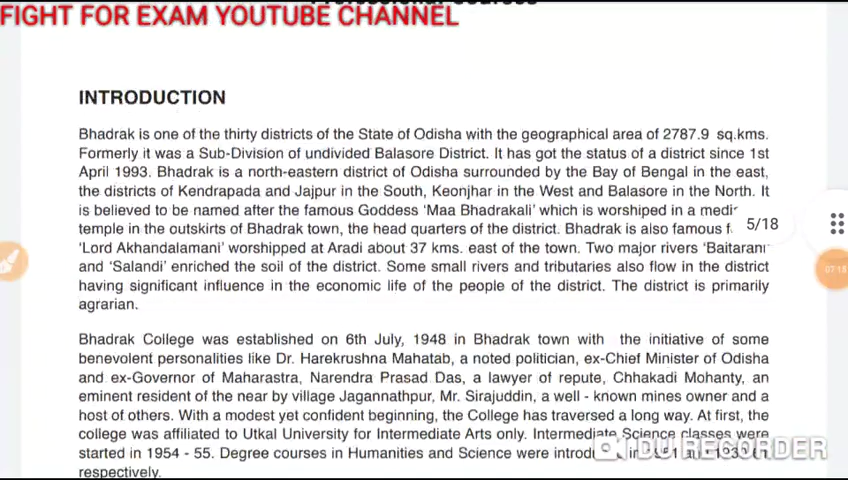 FIGHT FOR EXAM YOUTUBE CHANNEL
INTRODUCTION
Bhadrak is one of the thirty districts of the State of Odisha with the geographical area of 2787.9 sq.kms.
Formerly it was a Sub-Division of undivided Balasore District. It has got the status of a district since 1st
April 1993. Bhadrak is a north-eastern district of Odisha surrounded by the Bay of Bengal in the east,
the districts of Kendrapada and Jajpur in the South, Keonjhar in the West and Balasore in the North. It
is believed to be named after the famous Goddess 'Maa Bhadrakali' which is worshiped in a
5/18
temple in the outskirts of Bhadrak town, the head quarters of the district. Bhadrak is also famous
'Lord Akhandalamani' worshipped at Aradi about 37 kms. east of the town. Two major rivers 'Baitarani'
07:15
and 'Salandi' enriched the soil of the district. Some small rivers and tributaries also flow in the district
having significant influence in the economic life of the people of the district. The district is primarily
agrarian.
Bhadrak College was established on 6th July, 1948 in Bhadrak town with the initiative of some
benevolent personalities like Dr. Harekrushna Mahatab, a noted politician, ex-Chief Minister of Odisha
and ex-Governor of Maharastra, Narendra Prasad Das, a lawyer of repute, Chhakadi Mohanty, an
eminent resident of the near by village Jagannathpur, Mr. Sirajuddin, a well - known mines owner and a
host of others. With a modest yet confident beginning, the College has traversed a long way. At first, the
college was affiliated to Utkal University for Intermediate Arts only. Intermediate Science classes were
started in 1954 - 55. Degree courses in Humanities and Science were in
DU RECORDER
respectively.